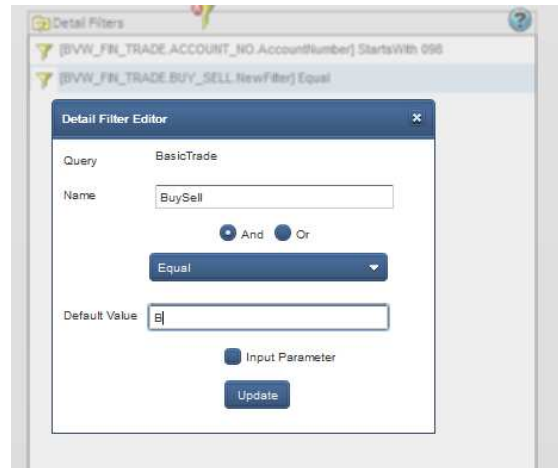 Detail Filters
[BVW_FIN_TRADE.ACCOUNT_NO.AccountNumber] StartsWith 098
[BVW_FIN_TRADE.BUY_SELL.NewFilter] Equal
Detail Filter Editor
Query BasicTrade
Name BuySell
And Or
Equal
Default Value B
Input Parameter
Update